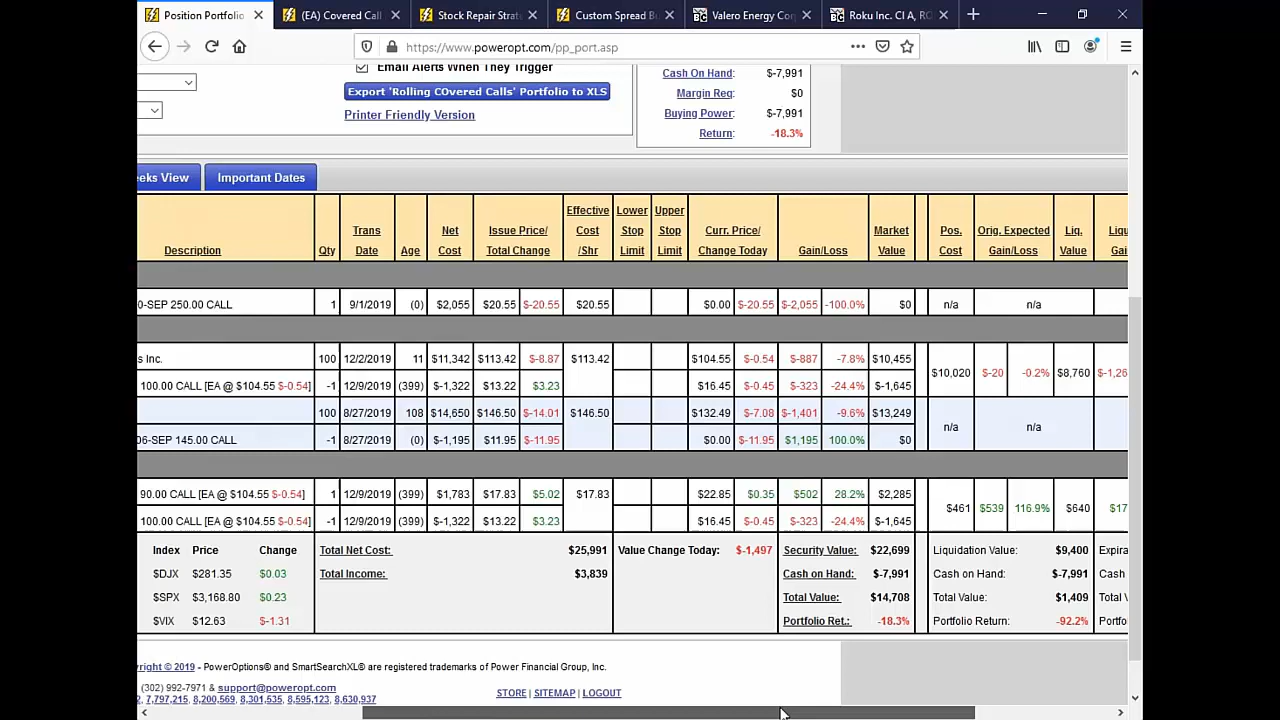 Position Portfolio
(EA) Covered Call
Stock Repair Strat
Custom Spread B
Valero Energy Cor
Roku Inc. Cl A, RO
https://www.poweropt.com/pp_port.asp
Email Alerts When They Trigger
Export 'Rolling COvered Calls' Portfolio to XLS
Printer Friendly Version
Cash On Hand: $-7,991
Margin Req: $0
Buying Power: $-7,991
Return: -18.3%
eeks View Important Dates
Description Qty Trans Date Age Net Cost Issue Price/ Total Change Effective Cost /Shr Lower Stop Limit Upper Stop Limit Curr. Price/ Change Today Gain/Loss Market Value Pos. Cost Orig. Expected Gain/Loss Liq. Value Liq Gai
0-SEP 250.00 CALL 1 9/1/2019 (0) $2,055 $20.55 $-20.55 $20.55 $0.00 $-20.55 $-2,055 -100.0% $0 n/a n/a
s Inc. 100 12/2/2019 11 $11,342 $113.42 $-8.87 $113.42 $104.55 $-0.54 $-887 -7.8% $10,455
$10,020 $-20 -0.2% $8,760 $-1,26
100.00 CALL [EA @ $104.55 $-0.54] -1 12/9/2019 (399) $-1,322 $13.22 $3.23 $16.45 $-0.45 $-323 -24.4% $-1,645
100 8/27/2019 108 $14,650 $146.50 $-14.01 $146.50 $132.49 $-7.08 $-1,401 -9.6% $13,249
n/a n/a
06-SEP 145.00 CALL -1 8/27/2019 (0) $-1,195 $11.95 $-11.95 $0.00 $-11.95 $1,195 100.0% $0
90.00 CALL [EA @ $104.55 $-0.54] 1 12/9/2019 (399) $1,783 $17.83 $5.02 $17.83 $22.85 $0.35 $502 28.2% $2,285
$461 $539 116.9% $640 $17
100.00 CALL [EA @ $104.55 $-0.54] -1 12/9/2019 (399) $-1,322 $13.22 $3.23 $16.45 $-0.45 $-323 -24.4% $-1,645
Index Price Change Total Net Cost: $25,991 Value Change Today: $-1,497 Security Value: $22,699 Liquidation Value: $9,400 Expira
$DJX $281.35 $0.03 Total Income: $3,839 Cash on Hand: $-7,991 Cash on Hand: $-7,991 Cash
$SPX $3,168.80 $0.23 Total Value: $14,708 Total Value: $1,409 Total V
$VIX $12.63 $-1.31 Portfolio Ret.: -18.3% Portfolio Return: -92.2% Portfo
yright © 2019 - PowerOptions® and SmartSearchXL® are registered trademarks of Power Financial Group, Inc.
(302) 992-7971 & support@poweropt.com
STORE | SITEMAP | LOGOUT
2, 7,797,215, 8,200,569, 8,301,535, 8,595,123, 8,630,937